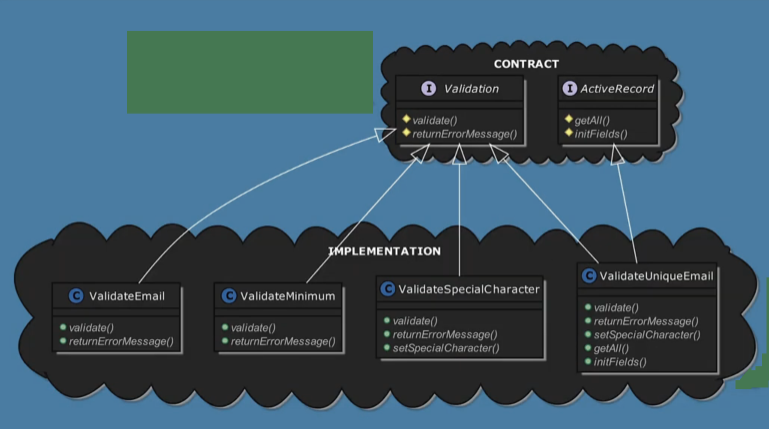 CONTRACT
I Validation
validate()
returnErrorMessage()
I ActiveRecord
getAll()
initFields()
IMPLEMENTATION
C ValidateEmail
validate()
returnErrorMessage()
C ValidateMinimum
validate()
returnErrorMessage()
C ValidateSpecialCharacter
validate()
returnErrorMessage()
setSpecialCharacter()
C ValidateUniqueEmail
validate()
returnErrorMessage()
setSpecialCharacter()
getAll()
initFields()